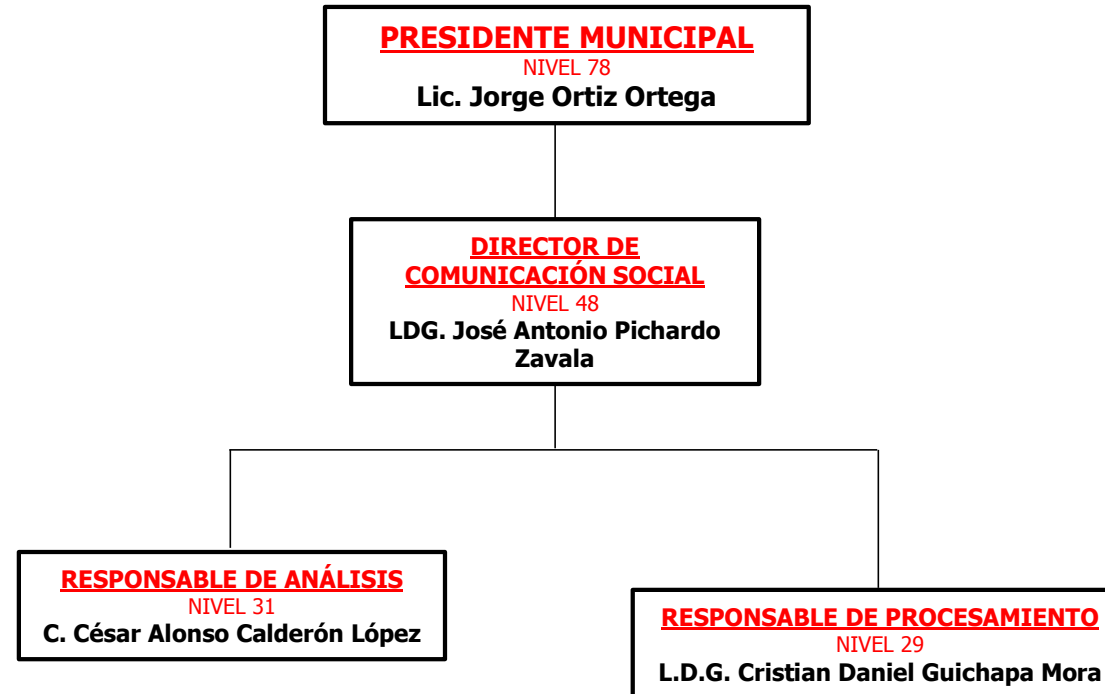 PRESIDENTE MUNICIPAL
NIVEL 78
Lic. Jorge Ortiz Ortega
DIRECTOR DE
COMUNICACIÓN SOCIAL
NIVEL 48
LDG. José Antonio Pichardo
Zavala
RESPONSABLE DE ANÁLISIS
NIVEL 31
C. César Alonso Calderón López
RESPONSABLE DE PROCESAMIENTO
NIVEL 29
L.D.G. Cristian Daniel Guichapa Mora